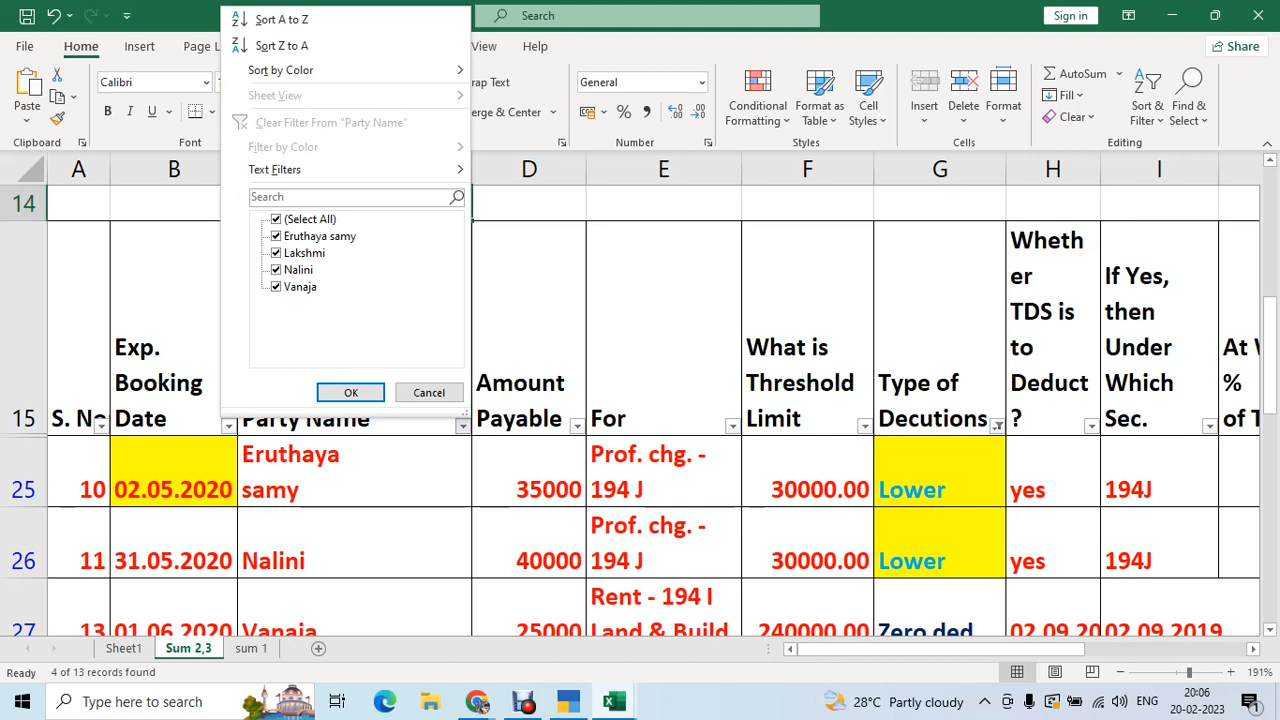 Search
Sign in
File
Home
Insert
Page L
View
Help
Share
Sort A to Z
Sort Z to A
Sort by Color
Sheet View
Clear Filter From "Party Name"
Filter by Color
Text Filters
Search
(Select All)
Eruthaya samy
Lakshmi
Nalini
Vanaja
OK
Cancel
Paste
Clipboard
Calibri
B I U
Font
rap Text
erge & Center
General
Number
Conditional
Formatting
Format as
Table
Cell
Styles
Styles
Insert
Delete
Format
Cells
AutoSum
Fill
Clear
Sort &
Filter
Find &
Select
Editing
A B D E F G H I
14
15
S. No
Exp.
Booking
Date
Party Name
Amount
Payable
For
What is
Threshold
Limit
Type of
Decutions
Wheth
er
TDS is
to
Deduct
?
If Yes,
then
Under
Which
Sec.
At W
%
of T
25
10
02.05.2020
Eruthaya
samy
35000
Prof. chg. -
194 J
30000.00
Lower
yes
194J
26
11
31.05.2020
Nalini
40000
Prof. chg. -
194 J
30000.00
Lower
yes
194J
27
13
01.06.2020
Vanaja
25000
Rent - 194 I
Land & Build
240000.00
Zero ded
02.09.20
02.09.2019
Sheet1
Sum 2,3
sum 1
Ready
4 of 13 records found
191%
Type here to search
28°C Partly cloudy
ENG
20:06
20-02-2023
1